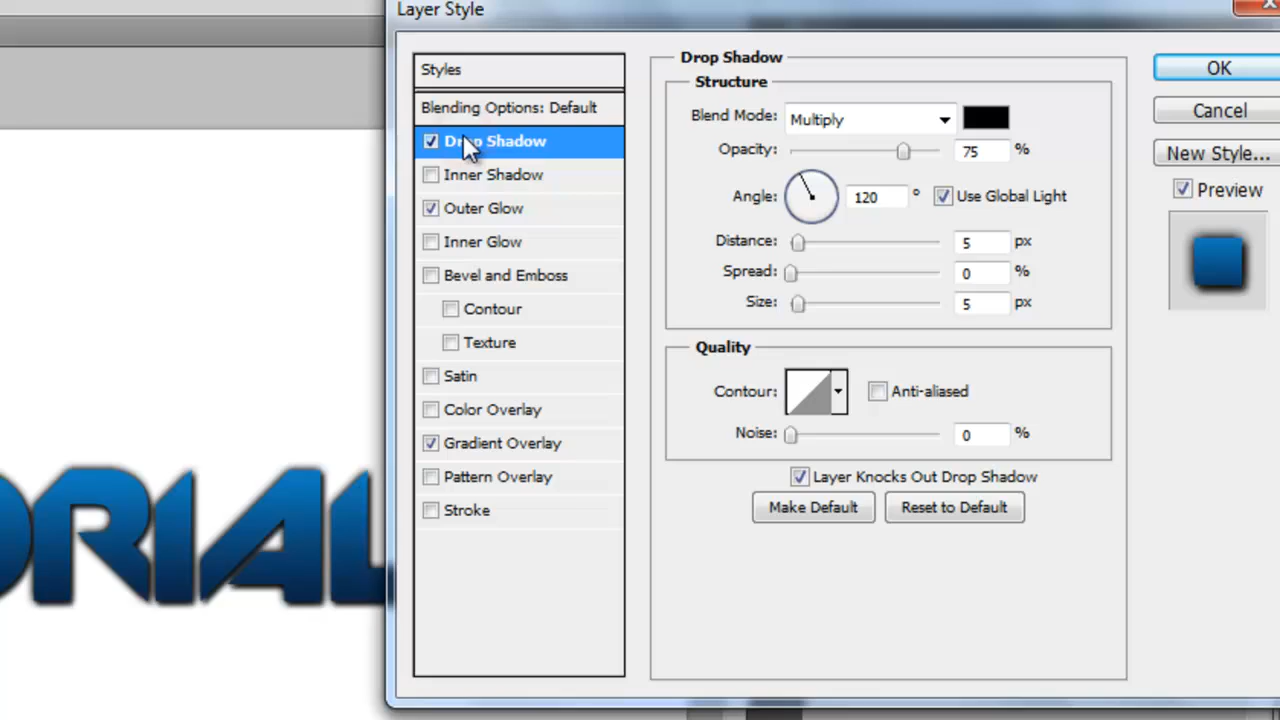 Layer Style
Styles
Blending Options: Default
Drop Shadow
Inner Shadow
Outer Glow
Inner Glow
Bevel and Emboss
Contour
Texture
Satin
Color Overlay
Gradient Overlay
Pattern Overlay
Stroke
Drop Shadow
Structure
Blend Mode: Multiply
Opacity: 75 %
Angle: 120 ° Use Global Light
Distance: 5 px
Spread: 0 %
Size: 5 px
Quality
Contour: Anti-aliased
Noise: 0 %
Layer Knocks Out Drop Shadow
Make Default Reset to Default
OK
Cancel
New Style...
Preview
ORIAL